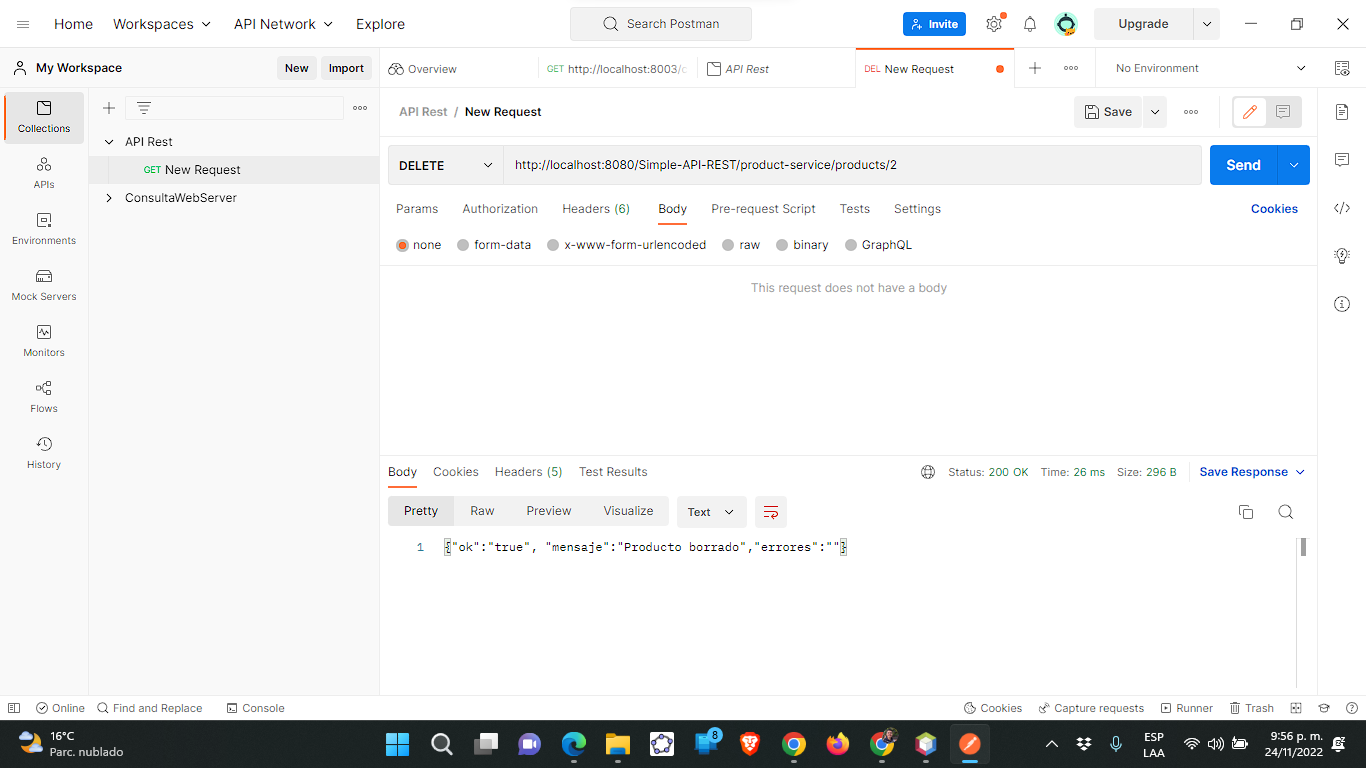 Home Workspaces API Network Explore Search Postman Invite Upgrade
My Workspace New Import Overview GET http://localhost:8003/ API Rest DEL New Request No Environment
API Rest / New Request Save
Collections
API Rest
GET New Request
ConsultaWebServer
DELETE http://localhost:8080/Simple-API-REST/product-service/products/2 Send
APIs
Params Authorization Headers (6) Body Pre-request Script Tests Settings Cookies
Environments
none form-data x-www-form-urlencoded raw binary GraphQL
This request does not have a body
Mock Servers
Monitors
Flows
History
Body Cookies Headers (5) Test Results Status: 200 OK Time: 26 ms Size: 296 B Save Response
Pretty Raw Preview Visualize Text
1 {"ok":"true", "mensaje":"Producto borrado","errores":""}
Online Find and Replace Console Cookies Capture requests Runner Trash
16°C
Parc. nublado
8
ESP
LAA
9:56 p. m.
24/11/2022